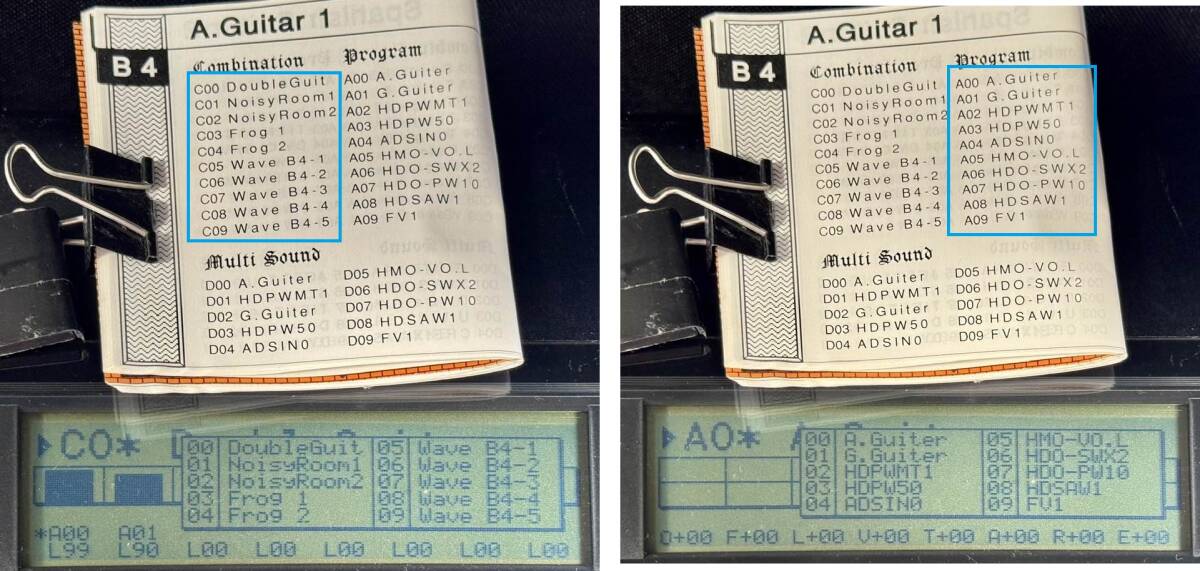 A.Guitar 1
B4
Combination
C00 DoubleGuit
C01 NoisyRoom1
C02 NoisyRoom2
C03 Frog 1
C04 Frog 2
C05 Wave B4-1
C06 Wave B4-2
C07 Wave B4-3
C08 Wave B4-4
C09 Wave B4-5
Program
A00 A.Guiter
A01 G.Guiter
A02 HDPWMT1
A03 HDPW50
A04 ADSIN0
A05 HMO-VO.L
A06 HDO-SWX2
A07 HDO-PW10
A08 HDSAW1
A09 FV1
Multi Sound
D00 A.Guiter
D01 HDPWMT1
D02 G.Guiter
D03 HDPW50
D04 ADSIN0
D05 HMO-VO.L
D06 HDO-SWX2
D07 HDO-PW10
D08 HDSAW1
D09 FV1
C0*
00 DoubleGuit 05 Wave B4-1
01 NoisyRoom1 06 Wave B4-2
02 NoisyRoom2 07 Wave B4-3
03 Frog 1 08 Wave B4-4
04 Frog 2 09 Wave B4-5
*A00 A01
L99 L90 L00 L00 L00 L00 L00 L00
A.Guitar 1
B4
Combination
C00 DoubleGuit
C01 NoisyRoom1
C02 NoisyRoom2
C03 Frog 1
C04 Frog 2
C05 Wave B4-1
C06 Wave B4-2
C07 Wave B4-3
C08 Wave B4-4
C09 Wave B4-5
Program
A00 A.Guiter
A01 G.Guiter
A02 HDPWMT1
A03 HDPW50
A04 ADSIN0
A05 HMO-VO.L
A06 HDO-SWX2
A07 HDO-PW10
A08 HDSAW1
A09 FV1
Multi Sound
D00 A.Guiter
D01 HDPWMT1
D02 G.Guiter
D03 HDPW50
D04 ADSIN0
D05 HMO-VO.L
D06 HDO-SWX2
D07 HDO-PW10
D08 HDSAW1
D09 FV1
A0*
00 A.Guiter 05 HMO-VO.L
01 G.Guiter 06 HDO-SWX2
02 HDPWMT1 07 HDO-PW10
03 HDPW50 08 HDSAW1
04 ADSIN0 09 FV1
O+00 F+00 L+00 V+00 T+00 A+00 R+00 E+00